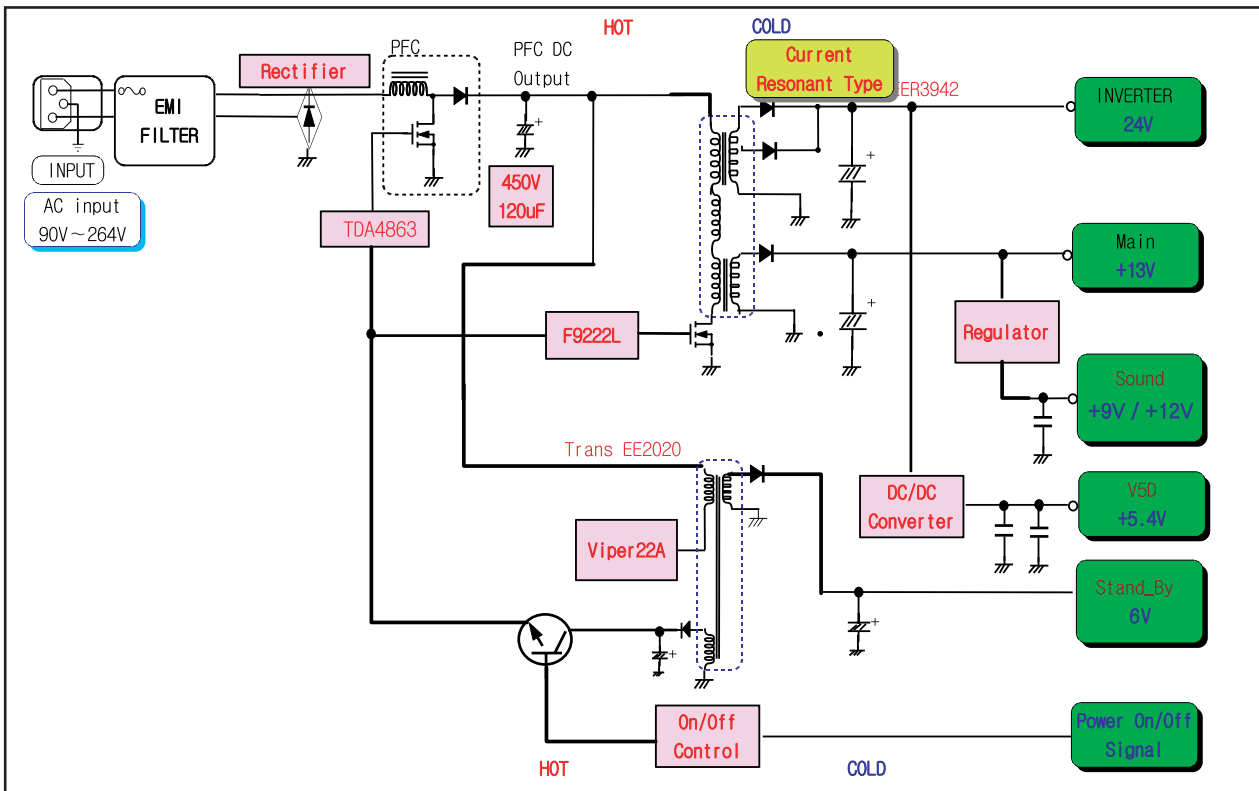 HOT
COLD
PFC
PFC DC
Output
Current
Resonant Type
EER3942
Rectifier
EMI
FILTER
INPUT
AC input
90V~264V
450V
120uF
TDA4863
INVERTER
24V
Main
+13V
F9222L
Regulator
Sound
+9V / +12V
Trans EE2020
DC/DC
Converter
V5D
+5.4V
Viper22A
Stand_By
6V
On/Off
Control
Power On/Off
Signal
HOT
COLD